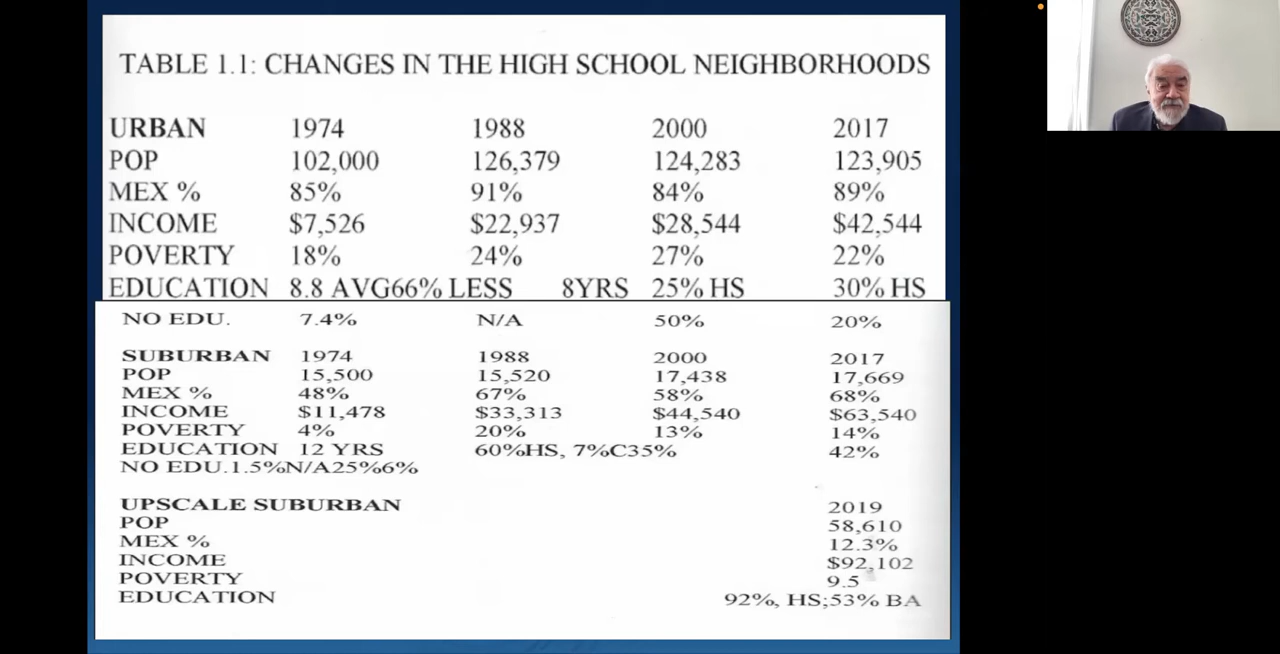 TABLE 1.1: CHANGES IN THE HIGH SCHOOL NEIGHBORHOODS
URBAN 1974 1988 2000 2017
POP 102,000 126,379 124,283 123,905
MEX % 85% 91% 84% 89%
INCOME $7,526 $22,937 $28,544 $42,544
POVERTY 18% 24% 27% 22%
EDUCATION 8.8 AVG66% LESS 8YRS 25% HS 30% HS
NO EDU. 7.4% N/A 50% 20%
SUBURBAN 1974 1988 2000 2017
POP 15,500 15,520 17,438 17,669
MEX % 48% 67% 58% 68%
INCOME $11,478 $33,313 $44,540 $63,540
POVERTY 4% 20% 13% 14%
EDUCATION 12 YRS 60%HS, 7%C35% 42%
NO EDU.1.5%N/A25%6%
UPSCALE SUBURBAN 2019
POP 58,610
MEX % 12.3%
INCOME $92,102
POVERTY 9.5
EDUCATION 92%, HS;53% BA